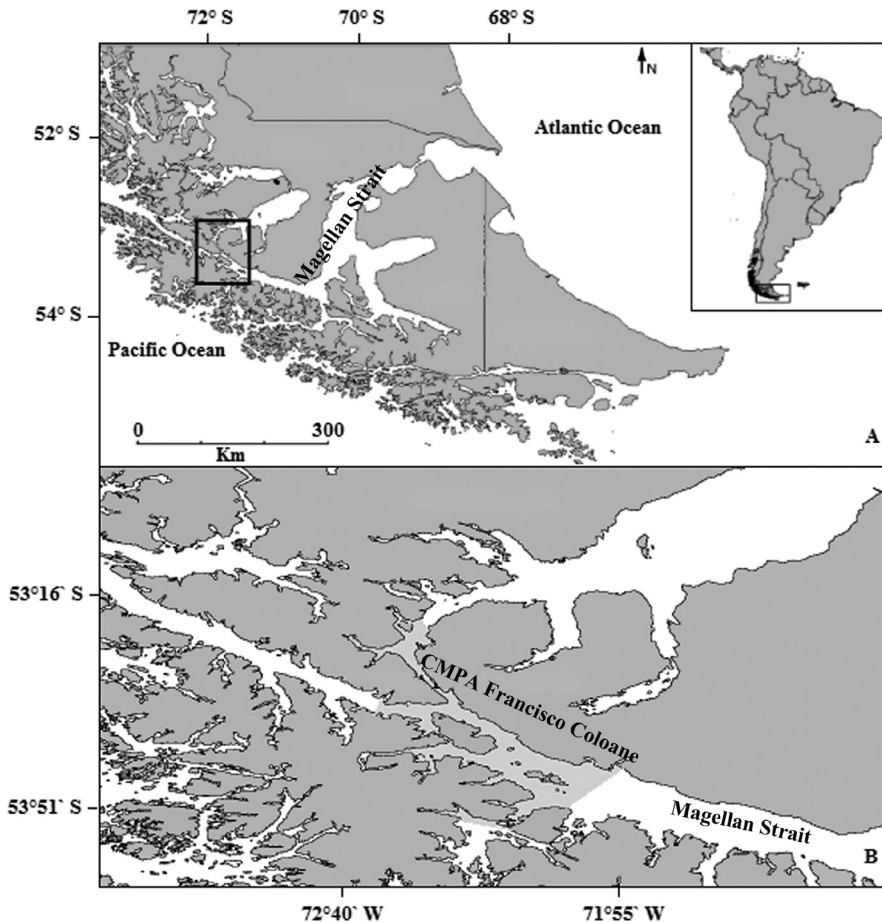 72° S 70° S 68° S
N
52° S
Atlantic Ocean
Magellan Strait
54° S
Pacific Ocean
0 300
Km
A
53°16` S
CMPA Francisco Coloane
53°51` S
Magellan Strait
B
72°40` W 71°55` W